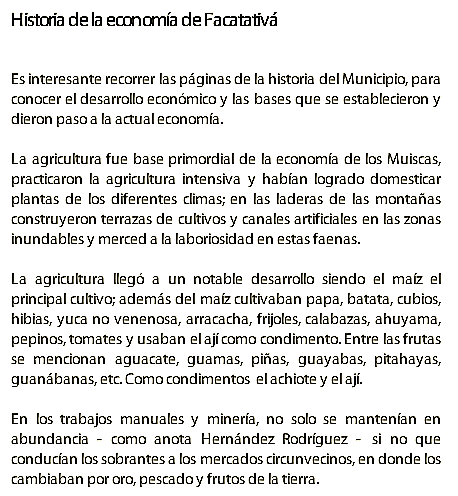 Historia de la economía de Facatativá
Es interesante recorrer las páginas de la historia del Municipio, para
conocer el desarrollo económico y las bases que se establecieron y
dieron paso a la actual economía.
La agricultura fue base primordial de la economía de los Muiscas,
practicaron la agricultura intensiva y habían logrado domesticar
plantas de los diferentes climas; en las laderas de las montañas
construyeron terrazas de cultivos y canales artificiales en las zonas
inundables y merced a la laboriosidad en estas faenas.
La agricultura llegó a un notable desarrollo siendo el maíz el
principal cultivo; además del maíz cultivaban papa, batata, cubios,
hibias, yuca no venenosa, arracacha, frijoles, calabazas, ahuyama,
pepinos, tomates y usaban el ají como condimento. Entre las frutas
se mencionan aguacate, guamas, piñas, guayabas, pitahayas,
guanábanas, etc. Como condimentos el achiote y el ají.
En los trabajos manuales y minería, no solo se mantenían en
abundancia - como anota Hernández Rodríguez - si no que
conducían los sobrantes a los mercados circunvecinos, en donde los
cambiaban por oro, pescado y frutos de la tierra.